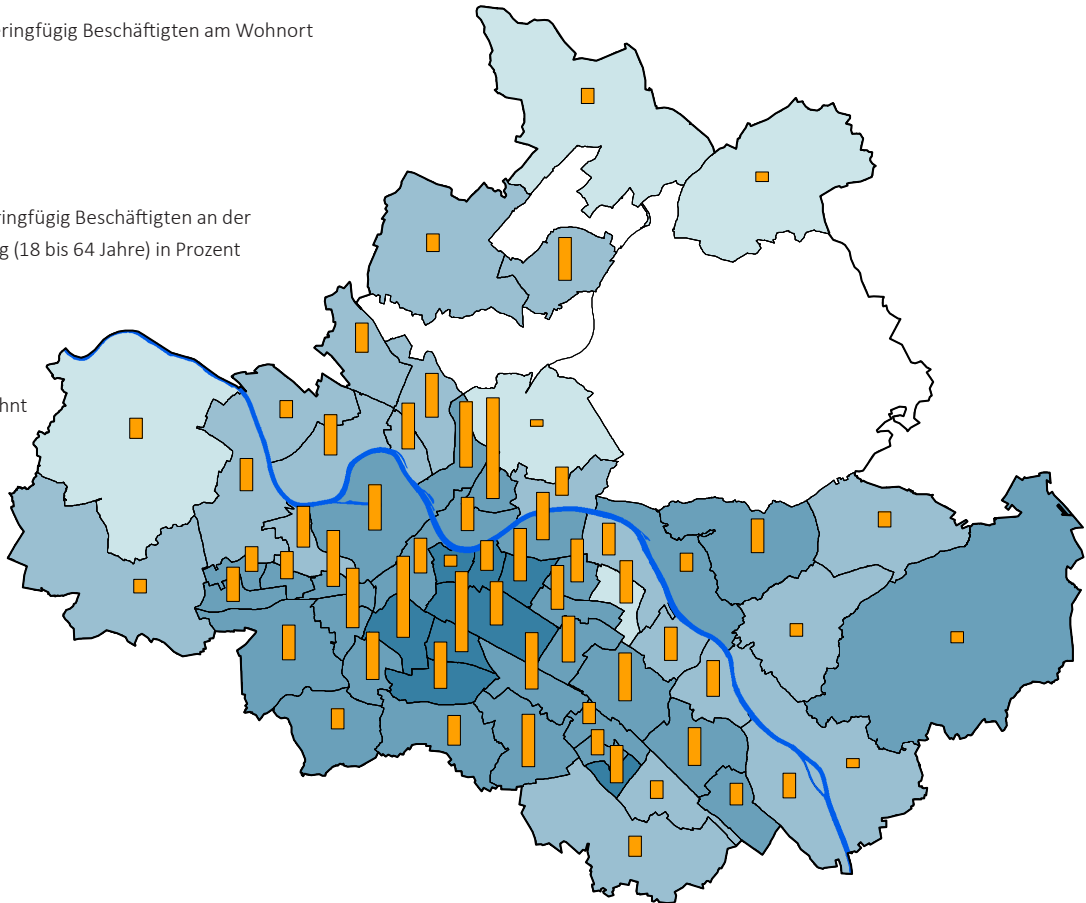 ringfügig Beschäftigten am Wohnort
ringfügig Beschäftigten an der
g (18 bis 64 Jahre) in Prozent
hnt